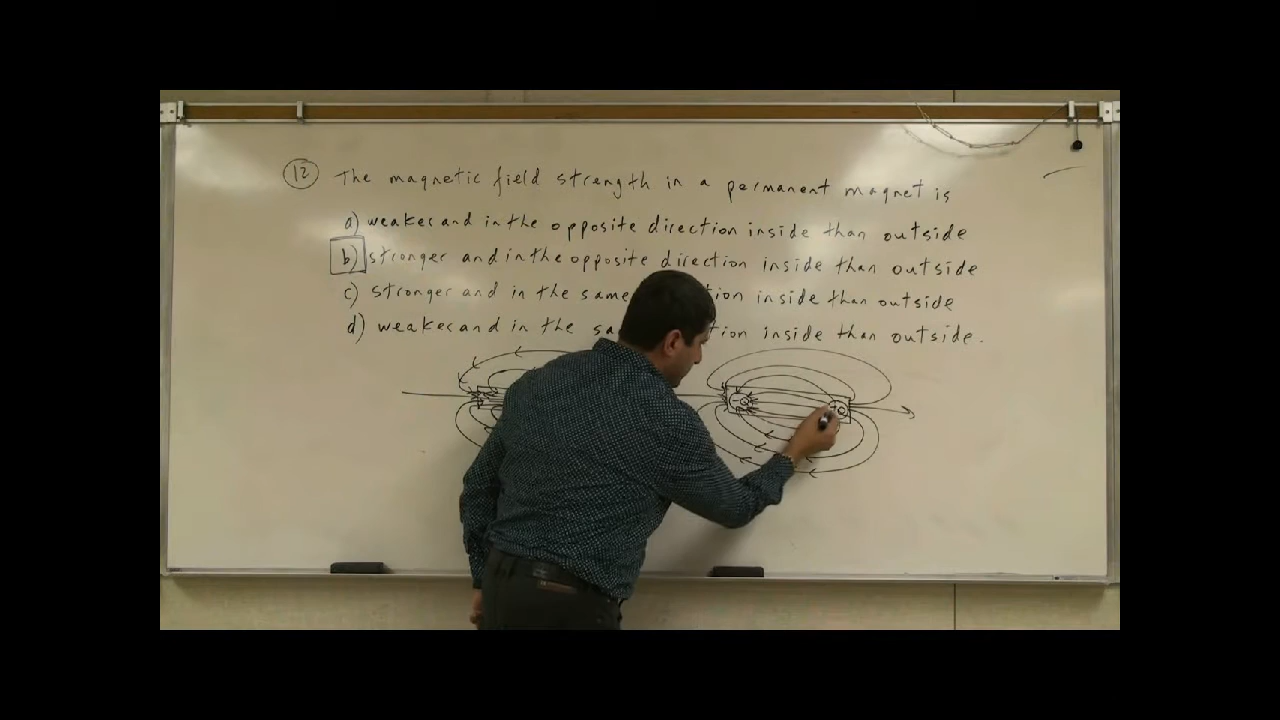 12 The magnetic field strength in a permanent magnet is
a) weaker and in the opposite direction inside than outside
b) stronger and in the opposite direction inside than outside
c) stronger and in the same tion inside than outside
d) weaker and in the sa tion inside than outside.